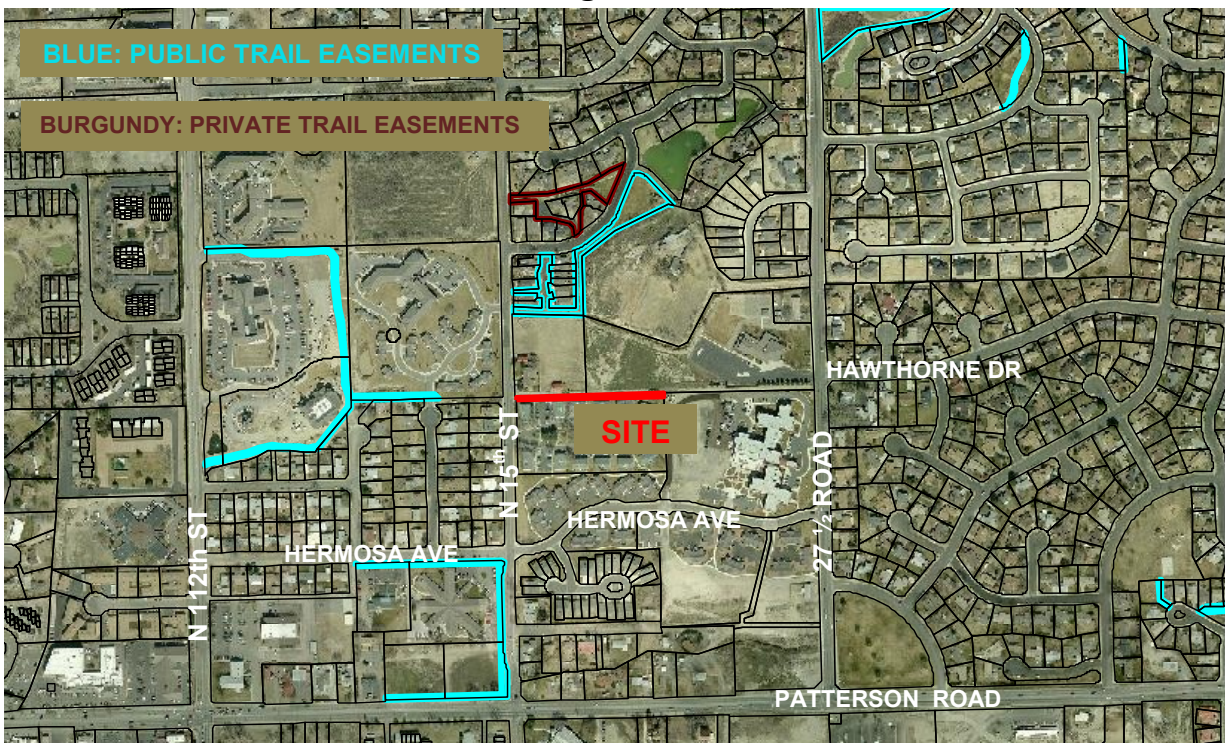 BLUE: PUBLIC TRAIL EASEMENTS
BURGUNDY: PRIVATE TRAIL EASEMENTS
HAWTHORNE DR
SITE
N 15th ST
27 ½ ROAD
HERMOSA AVE
HERMOSA AVE
N 112th ST
PATTERSON ROAD